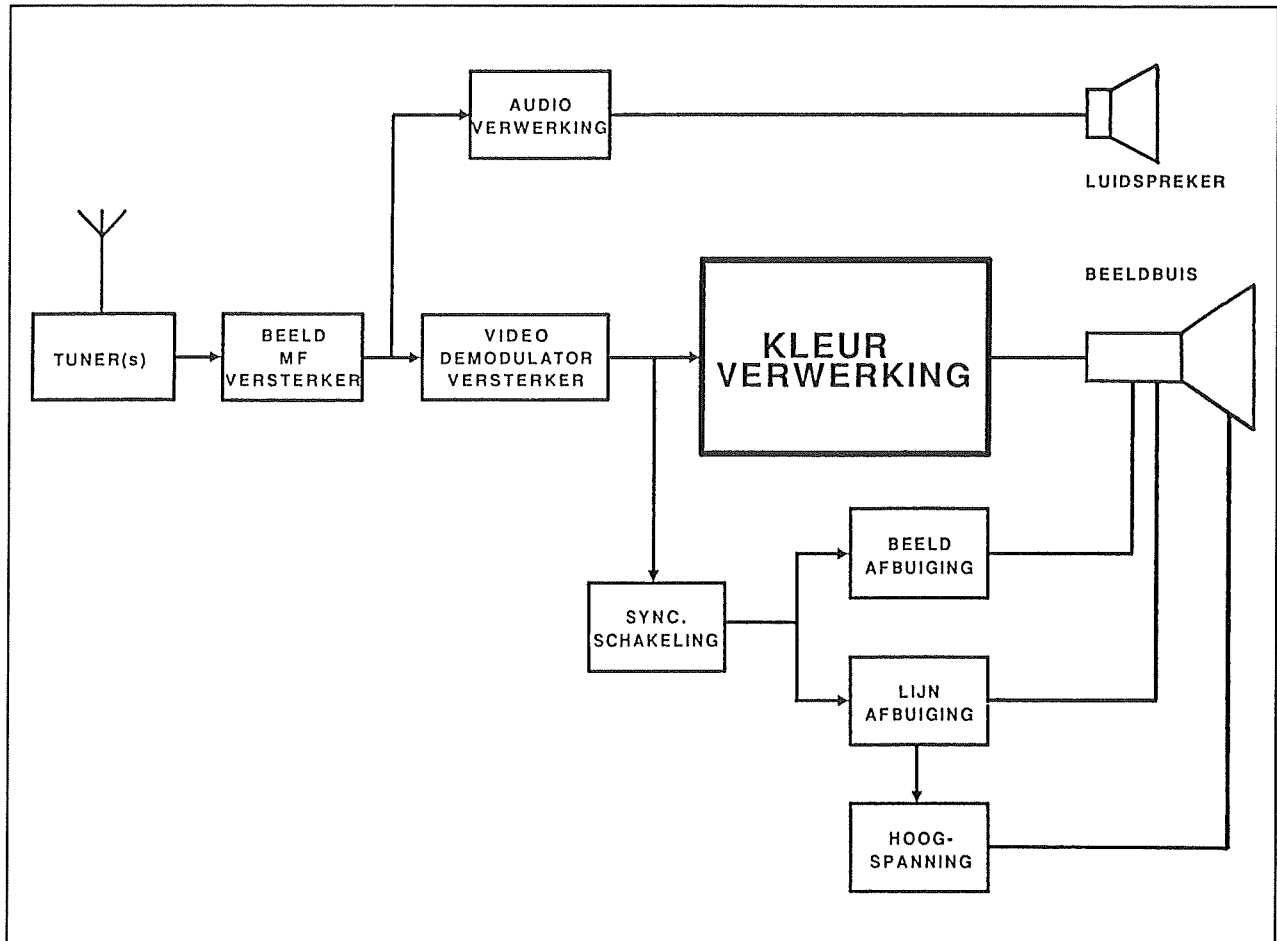 AUDIO
VERWERKING
LUIDSPREKER
BEELDBUIS
TUNER(s)
BEELD
MF
VERSTERKER
VIDEO
DEMODULATOR
VERSTERKER
KLEUR
VERWERKING
BEELD
AFBUIGING
SYNC.
SCHAKELING
LIJN
AFBUIGING
HOOG-
SPANNING